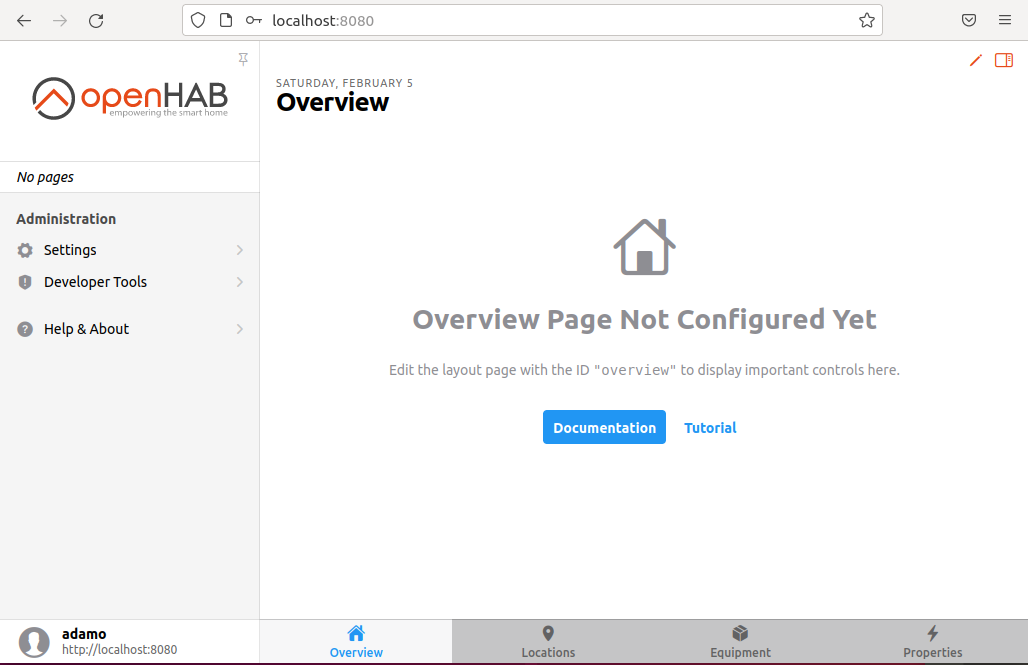 localhost:8080
openHAB
empowering the smart home
No pages
Administration
Settings
Developer Tools
Help & About
adamo
http://localhost:8080
SATURDAY, FEBRUARY 5
Overview
Overview Page Not Configured Yet
Edit the layout page with the ID "overview" to display important controls here.
Documentation Tutorial
Overview Locations Equipment Properties